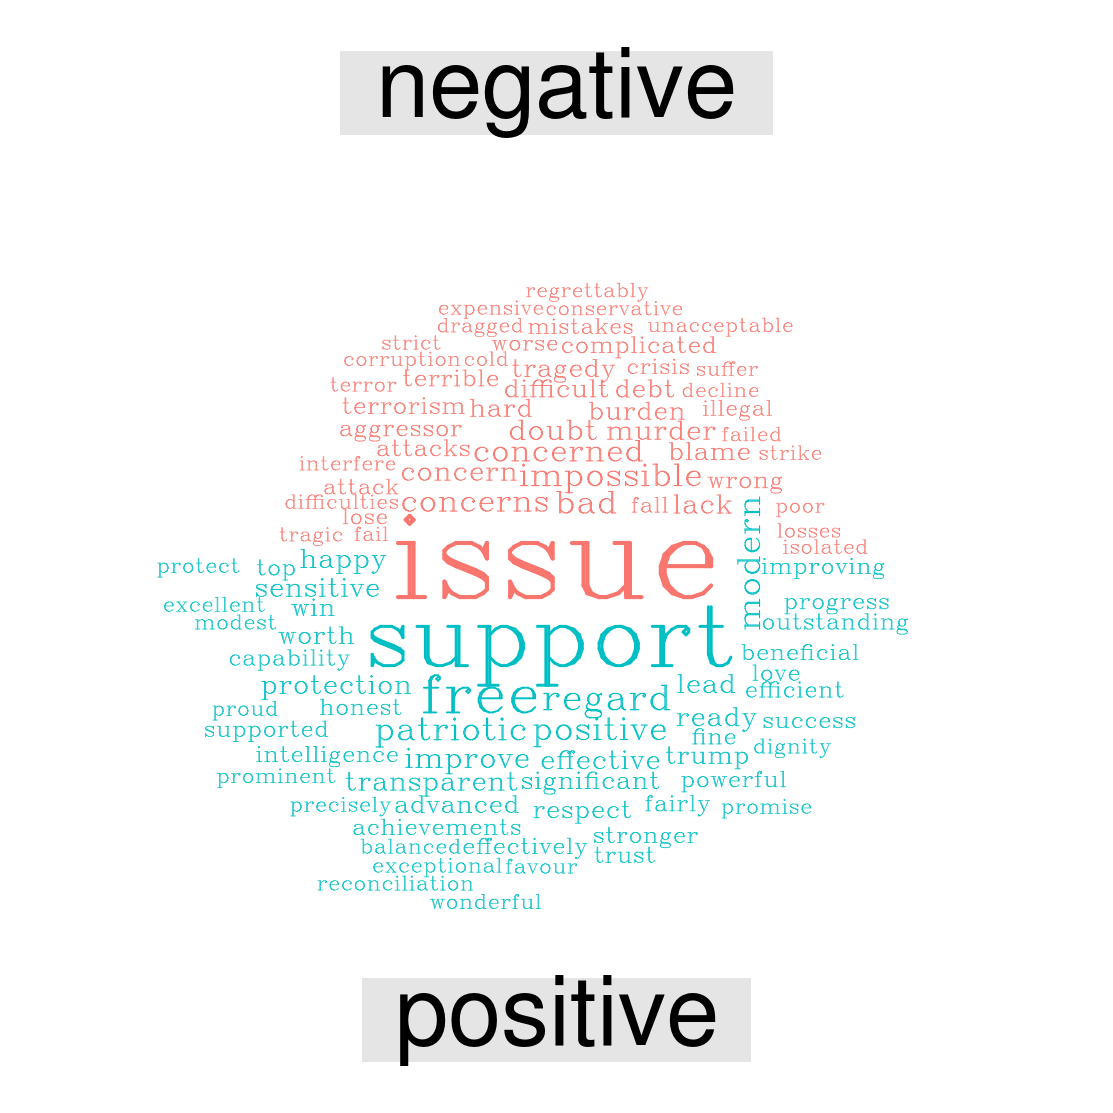 negative
regrettably
expensive conservative
dragged mistakes unacceptable
strict worse complicated
corruption cold tragedy crisis suffer
terror terrible difficult debt decline
terrorism hard burden illegal
aggressor doubt murder failed
attacks concerned blame strike
interfere concern impossible wrong
attack
difficulties concerns bad fall lack poor
lose
tragic fail issue losses
isolated
protect top happy modern improving
sensitive
excellent win progress
modest outstanding
worth support
capability beneficial
love
protection free regard lead efficient
proud honest
supported patriotic positive ready success
fine
intelligence improve effective trump dignity
prominent transparent significant powerful
precisely advanced respect fairly promise
achievements stronger
balanced effectively trust
exceptional favour
reconciliation
wonderful
positive